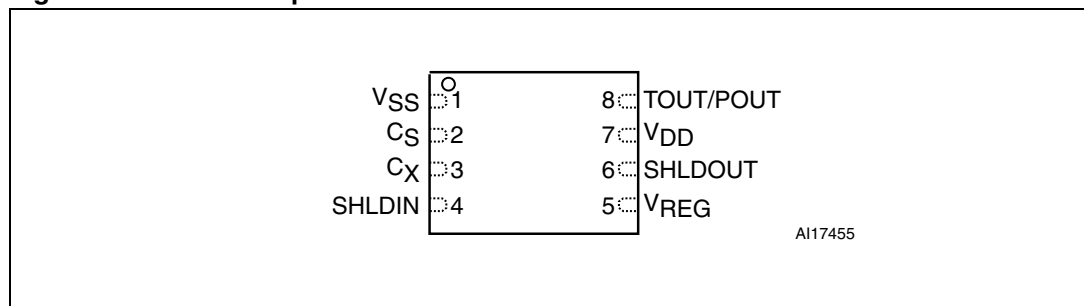 VSS 1 8 TOUT/POUT
CS 2 7 VDD
CX 3 6 SHLDOUT
SHLDIN 4 5 VREG
AI17455